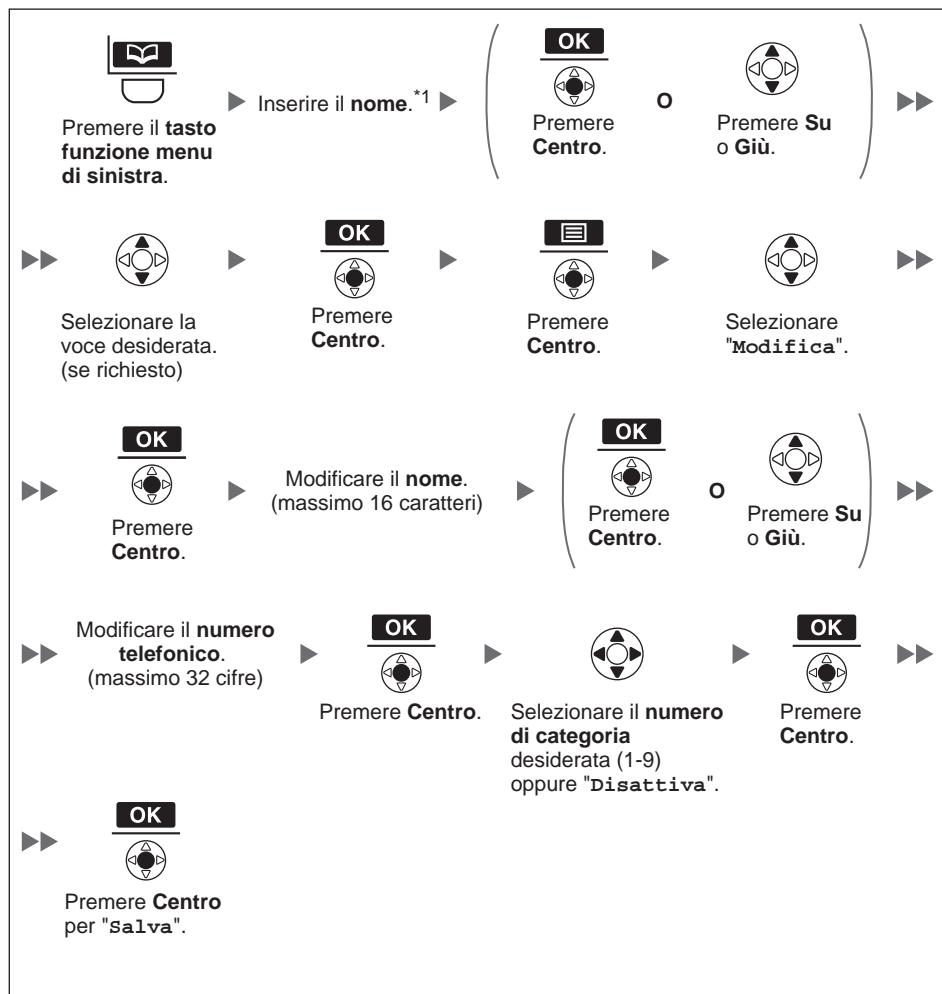 OK
Premere il tasto
funzione menu
di sinistra.
Inserire il nome.*1
Premere
Centro.
O
Premere Su
o Giù.
Selezionare la
voce desiderata.
(se richiesto)
OK
Premere
Centro.
Premere
Centro.
Selezionare
"Modifica".
OK
Premere
Centro.
Modificare il nome.
(massimo 16 caratteri)
OK
Premere
Centro.
O
Premere Su
o Giù.
Modificare il numero
telefonico.
(massimo 32 cifre)
OK
Premere Centro.
Selezionare il numero
di categoria
desiderata (1-9)
oppure "Disattiva".
OK
Premere
Centro.
OK
Premere Centro
per "Salva".